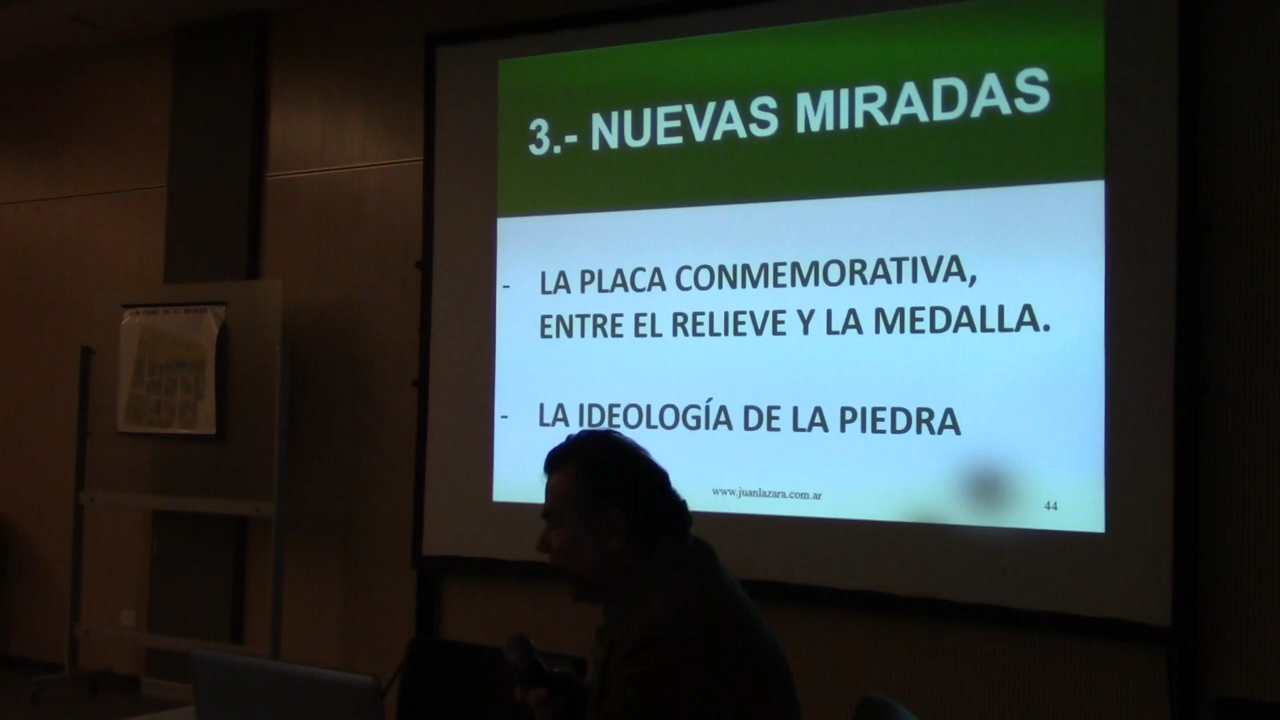 3.- NUEVAS MIRADAS
- LA PLACA CONMEMORATIVA,
ENTRE EL RELIEVE Y LA MEDALLA.
- LA IDEOLOGÍA DE LA PIEDRA
www.juanlazara.com.ar
44